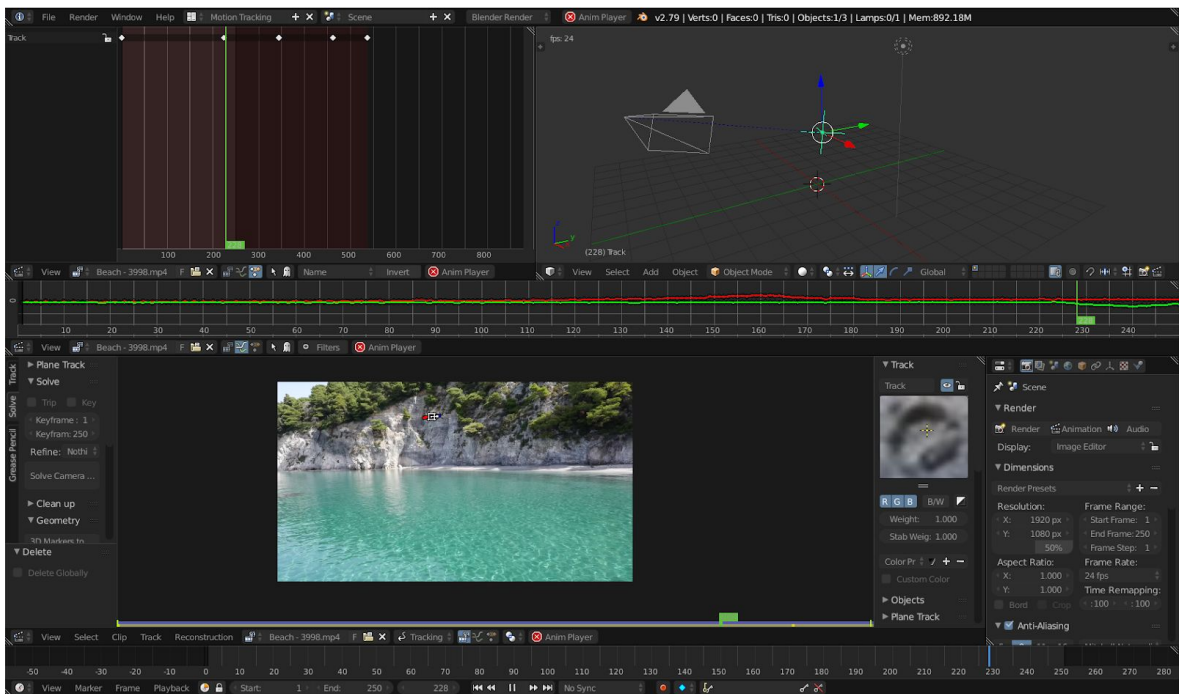 File Render Window Help Motion Tracking Scene Blender Render Anim Player v2.79 | Verts:0 | Faces:0 | Tris:0 | Objects:1/3 | Lamps:0/1 | Mem:892.18M
Track
fps: 24
228
100 200 300 400 500 600 700 800
(228) Track
View Beach - 3998.mp4 F Name Invert Anim Player
View Select Add Object Object Mode Global
228
10 20 30 40 50 60 70 80 90 100 110 120 130 140 150 160 170 180 190 200 210 220 230 240
View Beach - 3998.mp4 F Filters Anim Player
Track
Solve
Grease Pencil
Plane Track
Solve
Trip Key
Keyframe : 1
Keyfram: 250
Refine: Nothi
Solve Camera ...
Clean up
Geometry
3D Markers to
Delete
Delete Globally
Track
Track
R G B B/W
Weight: 1.000
Stab Weig: 1.000
Color Pr
Custom Color
Objects
Plane Track
Scene
Render
Render Animation Audio
Display: Image Editor
Dimensions
Render Presets
Resolution: Frame Range:
X: 1920 px Start Frame: 1
Y: 1080 px End Frame: 250
50% Frame Step: 1
Aspect Ratio: Frame Rate:
X: 1.000 24 fps
Y: 1.000 Time Remapping:
Bord Crop :100 :100
Anti-Aliasing
View Select Clip Track Reconstruction Beach - 3998.mp4 F Tracking Anim Player
-50 -40 -30 -20 -10 0 10 20 30 40 50 60 70 80 90 100 110 120 130 140 150 160 170 180 190 200 210 220 230 240 250 260 270 280
View Marker Frame Playback Start: 1 End: 250 228 No Sync